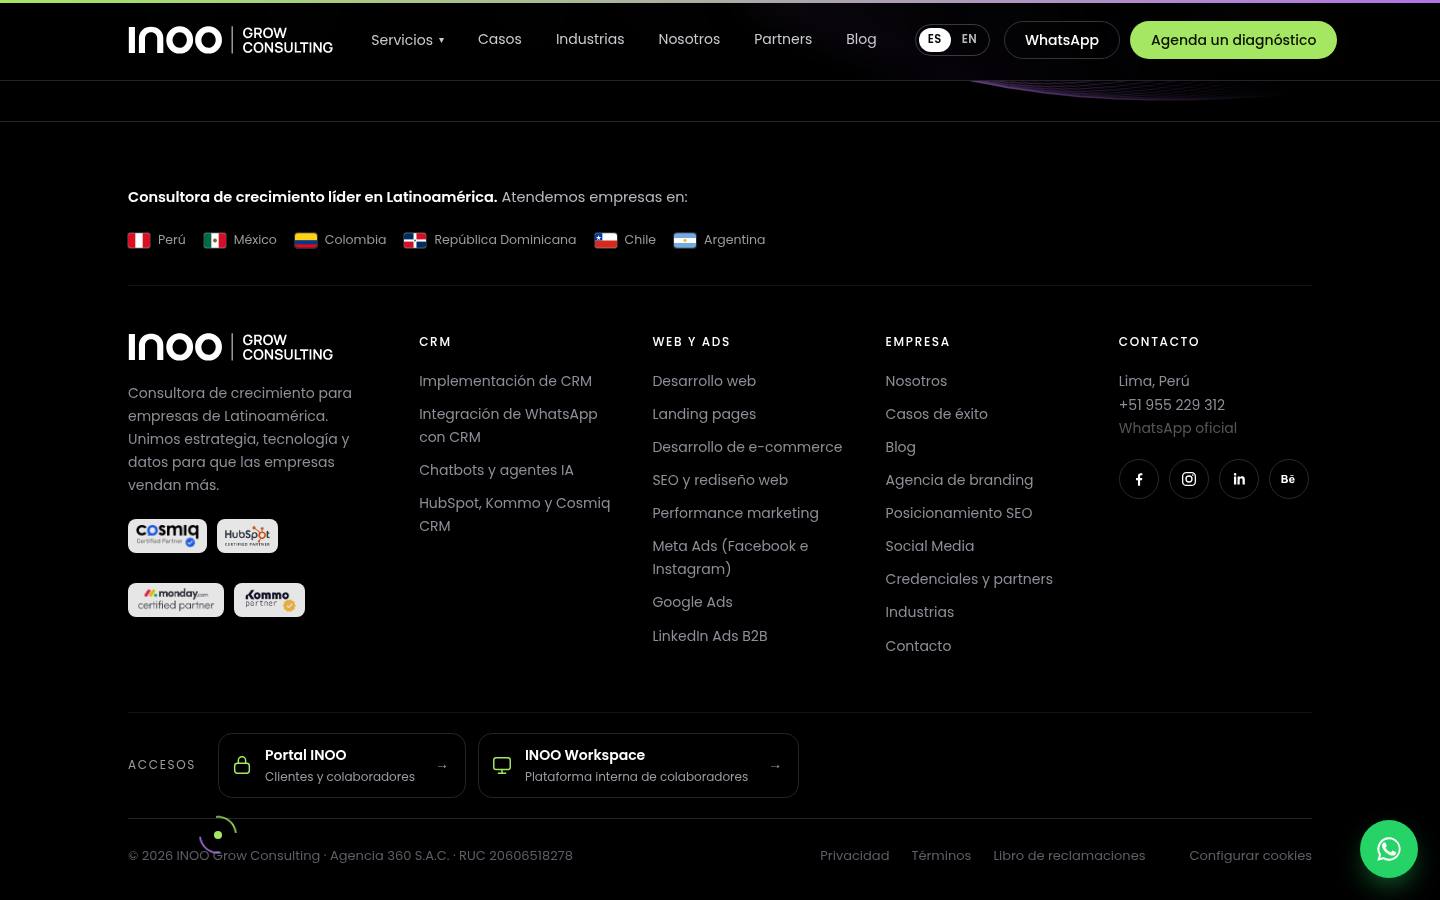 INOO | GROW CONSULTING
Servicios ▾
Casos
Industrias
Nosotros
Partners
Blog
ES EN
WhatsApp
Agenda un diagnóstico
Consultora de crecimiento líder en Latinoamérica. Atendemos empresas en:
Perú México Colombia República Dominicana Chile Argentina
INOO | GROW CONSULTING
Consultora de crecimiento para
empresas de Latinoamérica.
Unimos estrategia, tecnología y
datos para que las empresas
vendan más.
cosmiq
Certified Partner
HubSpot
CERTIFIED PARTNER
monday.com
certified partner
Kommo
partner
CRM
Implementación de CRM
Integración de WhatsApp
con CRM
Chatbots y agentes IA
HubSpot, Kommo y Cosmiq
CRM
WEB Y ADS
Desarrollo web
Landing pages
Desarrollo de e-commerce
SEO y rediseño web
Performance marketing
Meta Ads (Facebook e
Instagram)
Google Ads
LinkedIn Ads B2B
EMPRESA
Nosotros
Casos de éxito
Blog
Agencia de branding
Posicionamiento SEO
Social Media
Credenciales y partners
Industrias
Contacto
CONTACTO
Lima, Perú
+51 955 229 312
WhatsApp oficial
f in Bē
ACCESOS
Portal INOO
Clientes y colaboradores
→
INOO Workspace
Plataforma interna de colaboradores
→
© 2026 INOO Grow Consulting · Agencia 360 S.A.C. · RUC 20606518278
Privacidad Términos Libro de reclamaciones Configurar cookies